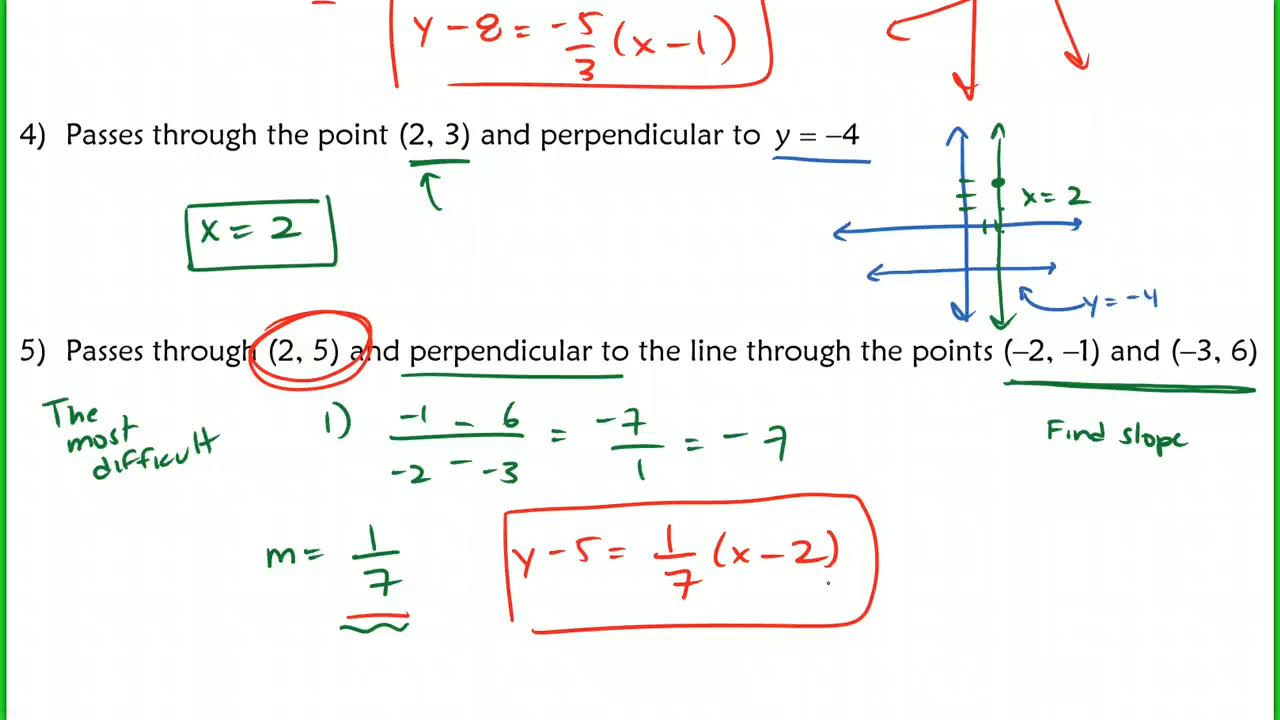 y - 8 = -5/3 (x - 1)
4) Passes through the point (2, 3) and perpendicular to y = –4
x = 2
x = 2
y = -4
5) Passes through (2, 5) and perpendicular to the line through the points (–2, –1) and (–3, 6)
The
most
difficult
1) -1 - 6 / -2 - -3 = -7/1 = -7
Find slope
m = 1/7
y - 5 = 1/7 (x - 2)